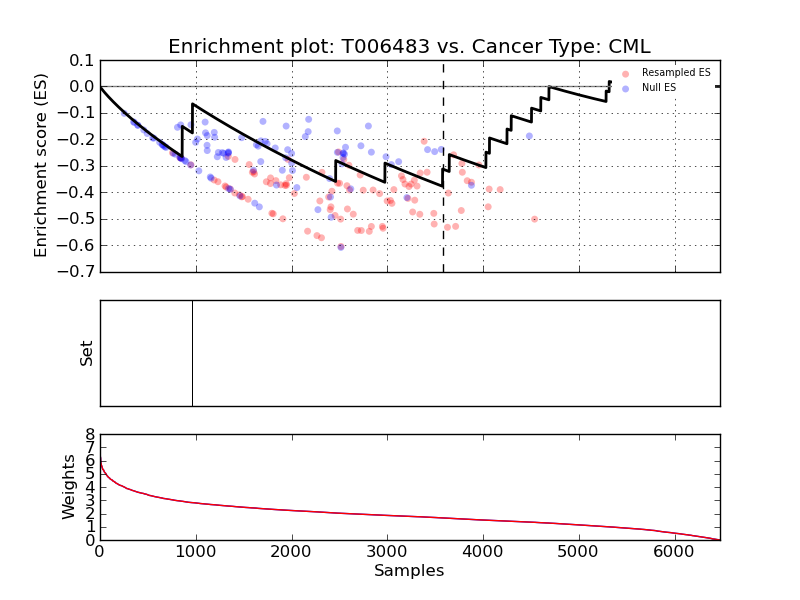 Enrichment plot: T006483 vs. Cancer Type: CML
Enrichment score (ES)
0.1
0.0
−0.1
−0.2
−0.3
−0.4
−0.5
−0.6
−0.7
Resampled ES
Null ES
Set
Weights
8
7
6
5
4
3
2
1
0
0 1000 2000 3000 4000 5000 6000
Samples